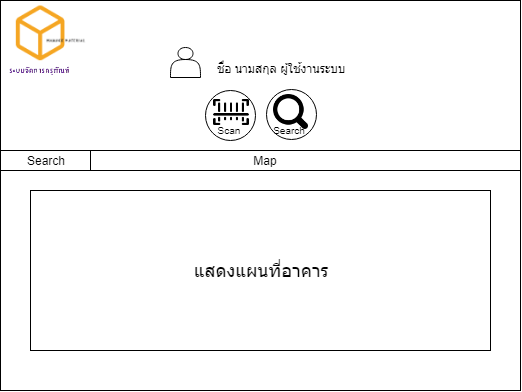 ระบบจัดการครุภัณฑ์
ชื่อ นามสกุล ผู้ใช้งานระบบ
Scan
Search
Search
Map
แสดงแผนที่อาคาร